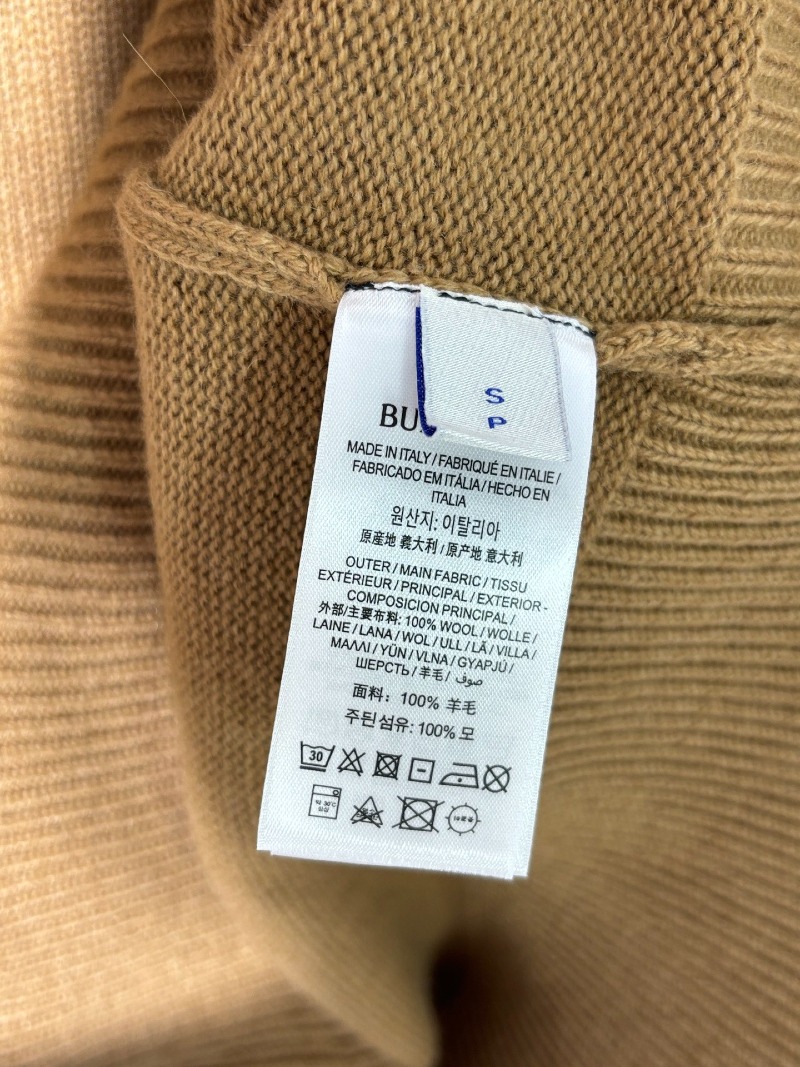 S
P
BU
MADE IN ITALY / FABRIQUÉ EN ITALIE /
FABRICADO EM ITÁLIA / HECHO EN
ITALIA
원산지: 이탈리아
原産地 義大利 / 原产地 意大利
OUTER / MAIN FABRIC / TISSU
EXTÉRIEUR / PRINCIPAL / EXTERIOR -
COMPOSICION PRINCIPAL /
外部/主要布料: 100% WOOL / WOLLE /
LAINE / LANA / WOL / ULL / LÃ / VILLA /
ΜΑΛΛΙ / YÜN / VLNA / GYAPJÚ /
ШЕРСТЬ / 羊毛 / صوف
面料: 100% 羊毛
주된섬유: 100% 모
30
약 30℃